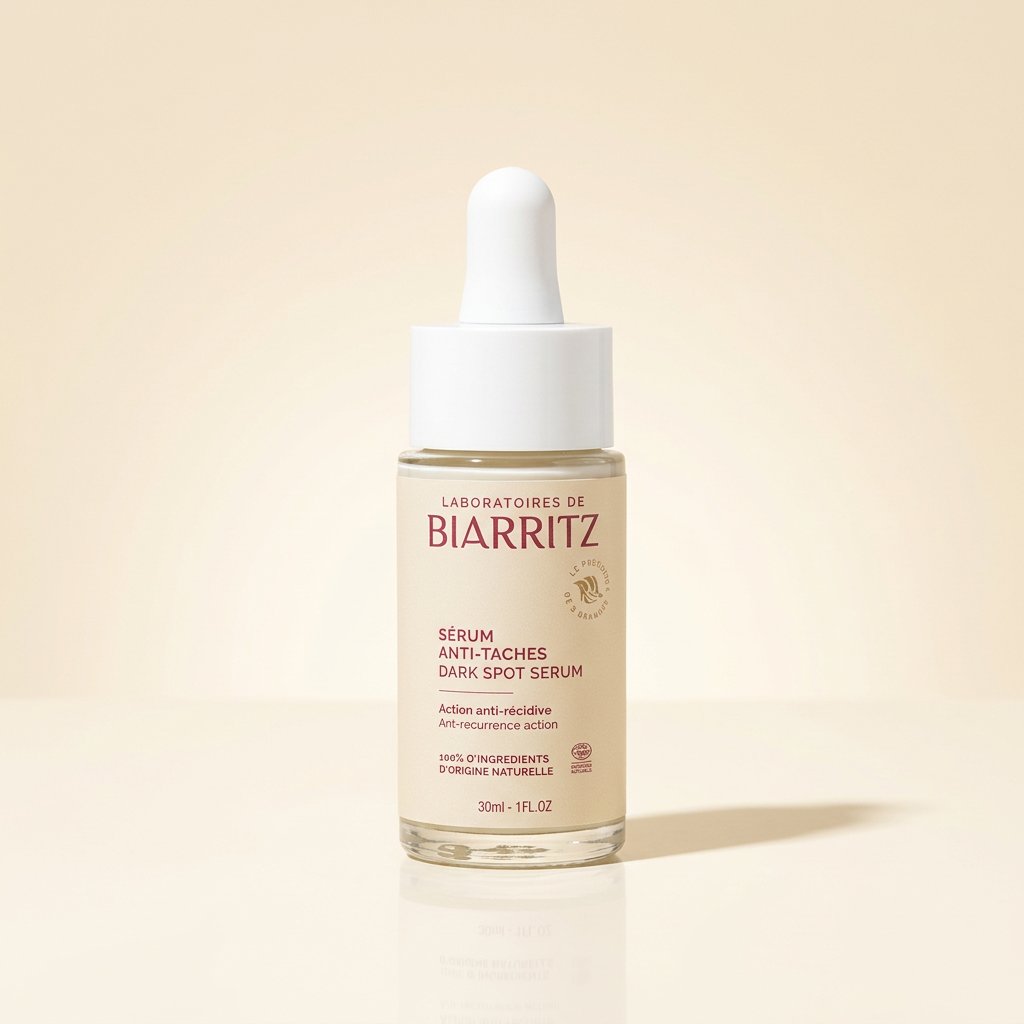 LABORATOIRES DE
BIARRITZ
SÉRUM
ANTI-TACHES
DARK SPOT SERUM
Action anti-récidive
Ant-recurrence action
100% O'INGREDIENTS
D'ORIGINE NATURELLE
30ml - 1FL.OZ